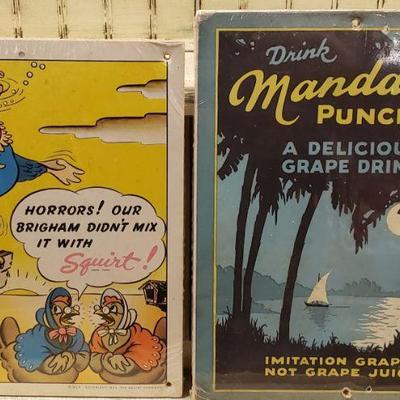 HORRORS! OUR
BRIGHAM DIDN'T MIX
IT WITH
Squirt!
Drink
Manda
PUNC
A DELICIOU
GRAPE DRIN
IMITATION GRAP
NOT GRAPE JUIC